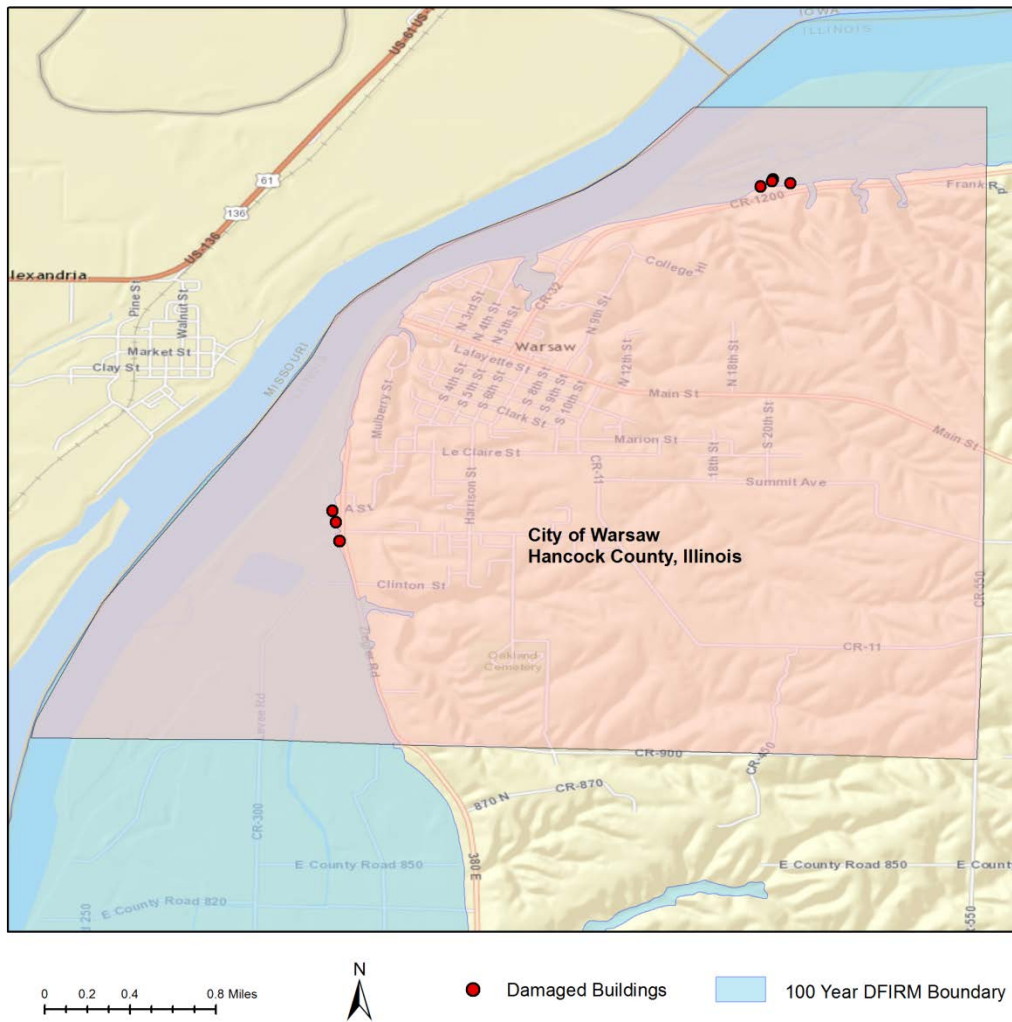 IOWA
ILLINOIS
US-61 US-
61
136
US-136
lexandria
Pine St
Walnut St
Market St
Clay St
MISSOURI
Frank Rd
CR-1200
College Hl
CR-32
N 3rd St
N 4th St
N 5th St
N 9th St
Warsaw
Lafayette St
N 12th St
N 18th St
Main St
Mulberry St
S 4th St
S 5th St
S 6th St
S 8th St
S 9th St
S 10th St
Clark St
Marion St
Main St
Le Claire St
18th St
S 20th St
Harrison St
CR-11
Summit Ave
A St
City of Warsaw
Hancock County, Illinois
Clinton St
CR-550
Oakland
Cemetery
CR-11
CR-900
CR-450
CR-870
870 N
CR-300
380 E
E County Road 850
E County Road 850
E Count
E County Road 820
250
-550
N
0 0.2 0.4 0.8 Miles
Damaged Buildings
100 Year DFIRM Boundary